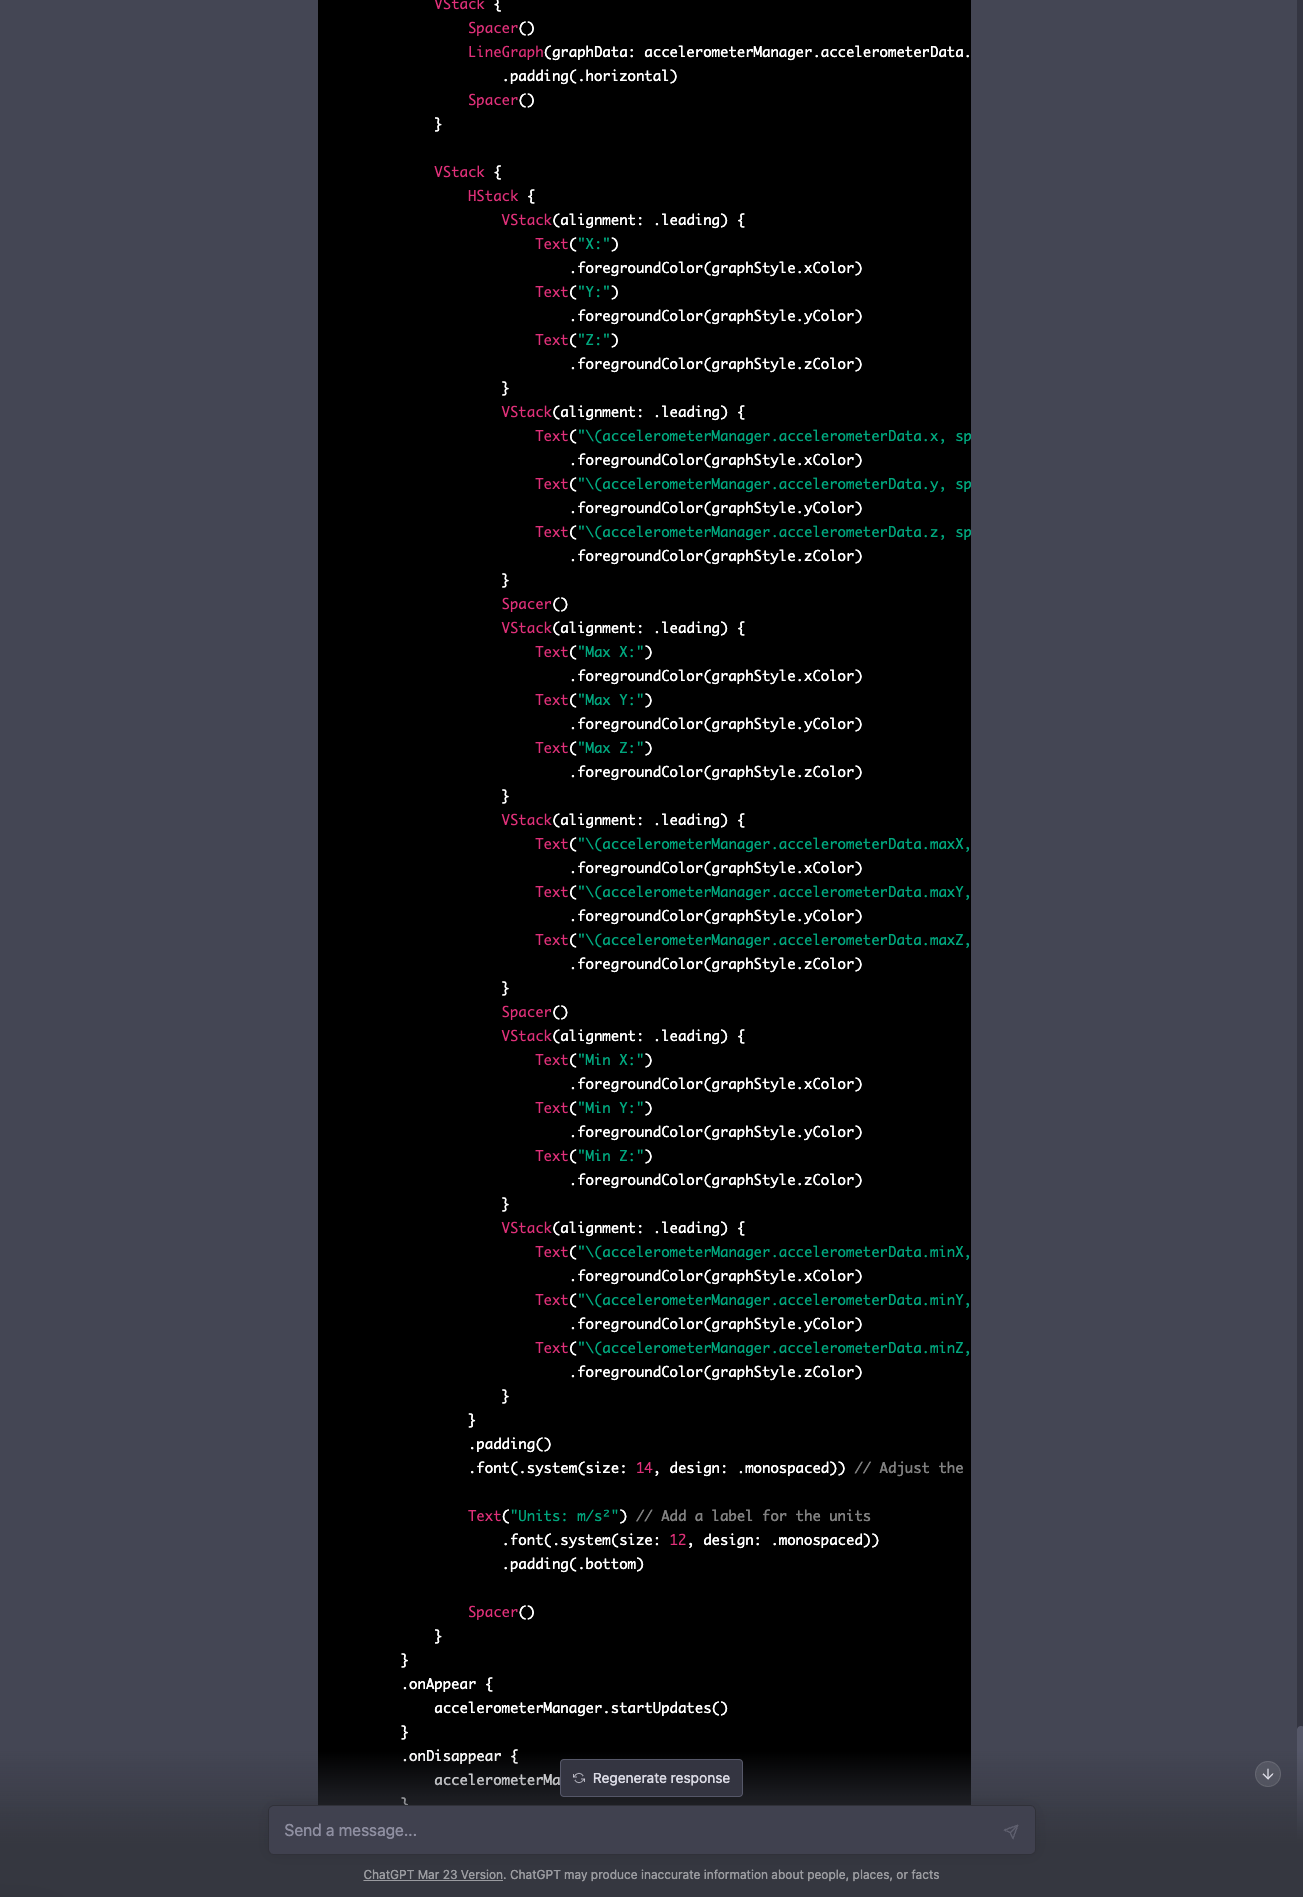 VStack {
Spacer()
LineGraph(graphData: accelerometerManager.accelerometerData.
.padding(.horizontal)
Spacer()
}
VStack {
HStack {
VStack(alignment: .leading) {
Text("X:")
.foregroundColor(graphStyle.xColor)
Text("Y:")
.foregroundColor(graphStyle.yColor)
Text("Z:")
.foregroundColor(graphStyle.zColor)
}
VStack(alignment: .leading) {
Text("\(accelerometerManager.accelerometerData.x, sp
.foregroundColor(graphStyle.xColor)
Text("\(accelerometerManager.accelerometerData.y, sp
.foregroundColor(graphStyle.yColor)
Text("\(accelerometerManager.accelerometerData.z, sp
.foregroundColor(graphStyle.zColor)
}
Spacer()
VStack(alignment: .leading) {
Text("Max X:")
.foregroundColor(graphStyle.xColor)
Text("Max Y:")
.foregroundColor(graphStyle.yColor)
Text("Max Z:")
.foregroundColor(graphStyle.zColor)
}
VStack(alignment: .leading) {
Text("\(accelerometerManager.accelerometerData.maxX,
.foregroundColor(graphStyle.xColor)
Text("\(accelerometerManager.accelerometerData.maxY,
.foregroundColor(graphStyle.yColor)
Text("\(accelerometerManager.accelerometerData.maxZ,
.foregroundColor(graphStyle.zColor)
}
Spacer()
VStack(alignment: .leading) {
Text("Min X:")
.foregroundColor(graphStyle.xColor)
Text("Min Y:")
.foregroundColor(graphStyle.yColor)
Text("Min Z:")
.foregroundColor(graphStyle.zColor)
}
VStack(alignment: .leading) {
Text("\(accelerometerManager.accelerometerData.minX,
.foregroundColor(graphStyle.xColor)
Text("\(accelerometerManager.accelerometerData.minY,
.foregroundColor(graphStyle.yColor)
Text("\(accelerometerManager.accelerometerData.minZ,
.foregroundColor(graphStyle.zColor)
}
}
.padding()
.font(.system(size: 14, design: .monospaced)) // Adjust the
Text("Units: m/s²") // Add a label for the units
.font(.system(size: 12, design: .monospaced))
.padding(.bottom)
Spacer()
}
}
.onAppear {
accelerometerManager.startUpdates()
}
.onDisappear {
accelerometerMa
}
Regenerate response
Send a message...
ChatGPT Mar 23 Version. ChatGPT may produce inaccurate information about people, places, or facts